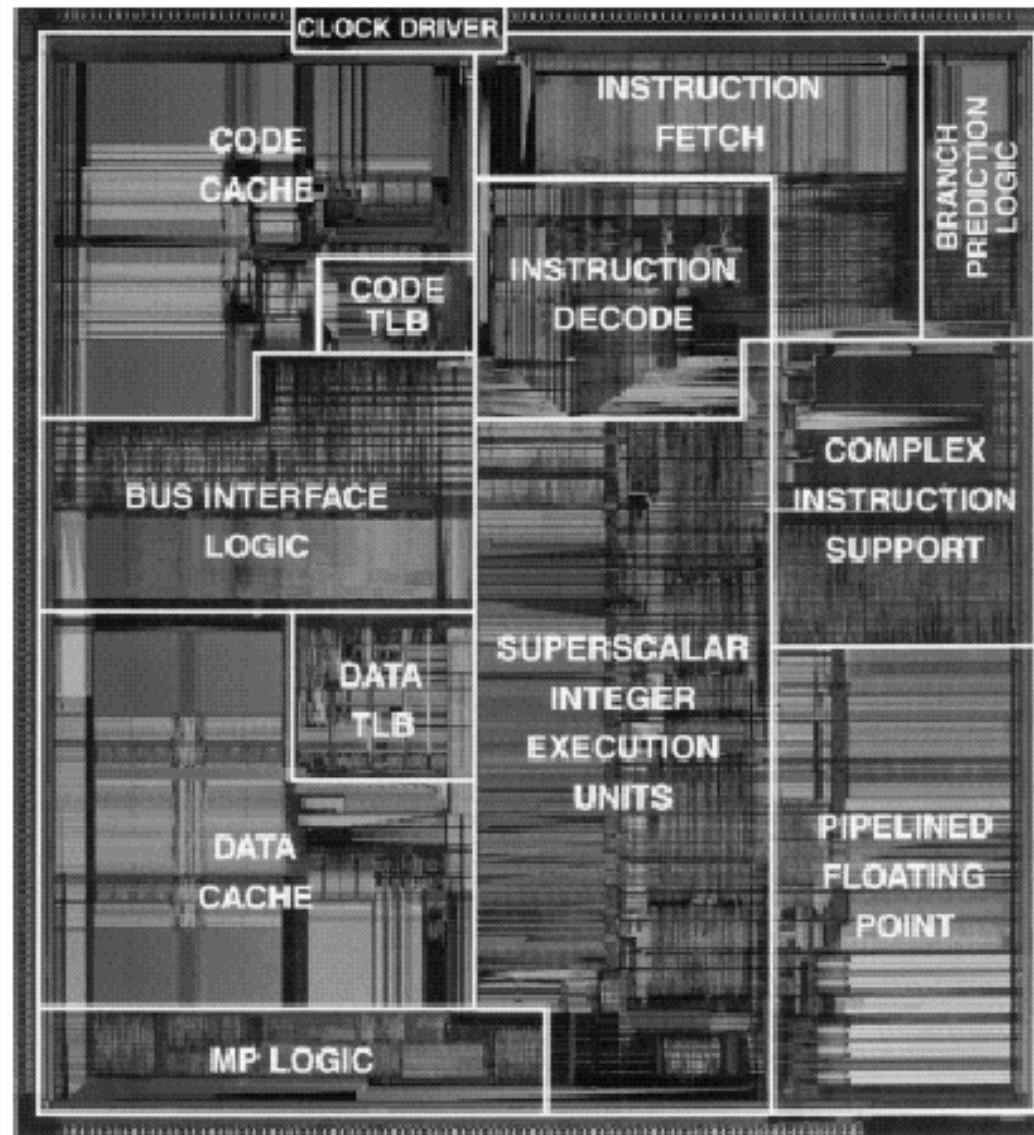 CLOCK DRIVER
CODE
CACHE
INSTRUCTION
FETCH
BRANCH
PREDICTION
LOGIC
CODE
TLB
INSTRUCTION
DECODE
BUS INTERFACE
LOGIC
COMPLEX
INSTRUCTION
SUPPORT
DATA
TLB
SUPERSCALAR
INTEGER
EXECUTION
UNITS
DATA
CACHE
PIPELINED
FLOATING
POINT
MP LOGIC